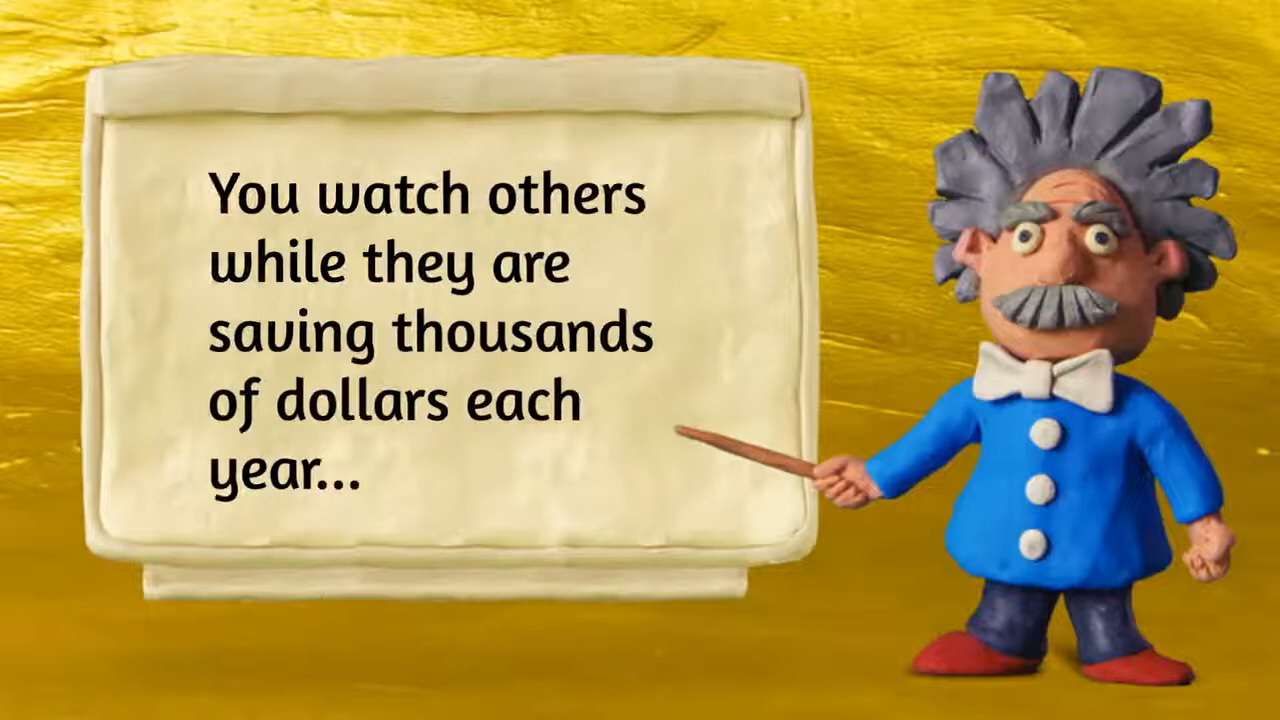 You watch others
while they are
saving thousands
of dollars each
year...